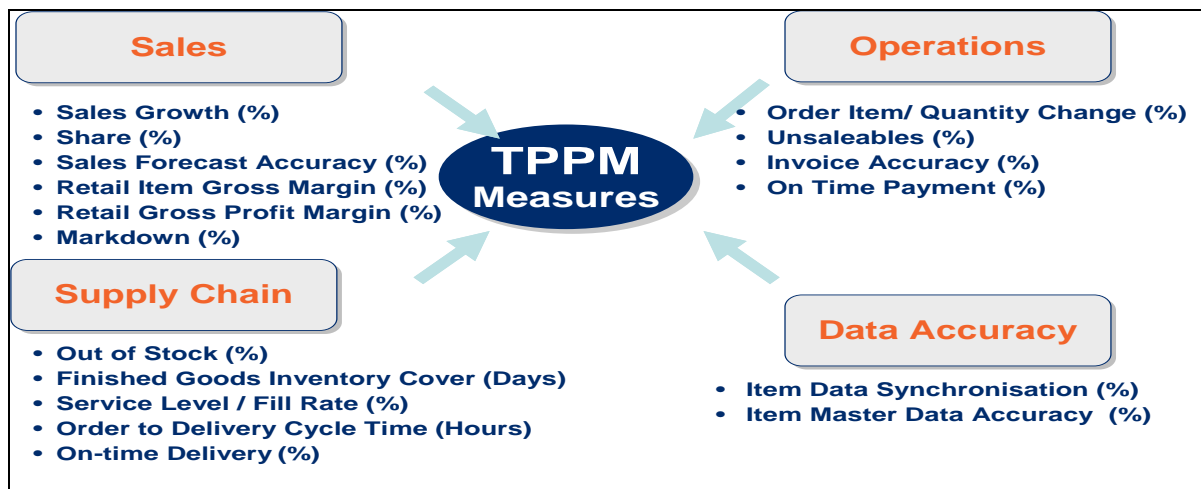 Sales
• Sales Growth (%)
• Share (%)
• Sales Forecast Accuracy (%)
• Retail Item Gross Margin (%)
• Retail Gross Profit Margin (%)
• Markdown (%)
Operations
• Order Item/ Quantity Change (%)
• Unsaleables (%)
• Invoice Accuracy (%)
• On Time Payment (%)
TPPM
Measures
Supply Chain
• Out of Stock (%)
• Finished Goods Inventory Cover (Days)
• Service Level / Fill Rate (%)
• Order to Delivery Cycle Time (Hours)
• On-time Delivery (%)
Data Accuracy
• Item Data Synchronisation (%)
• Item Master Data Accuracy (%)